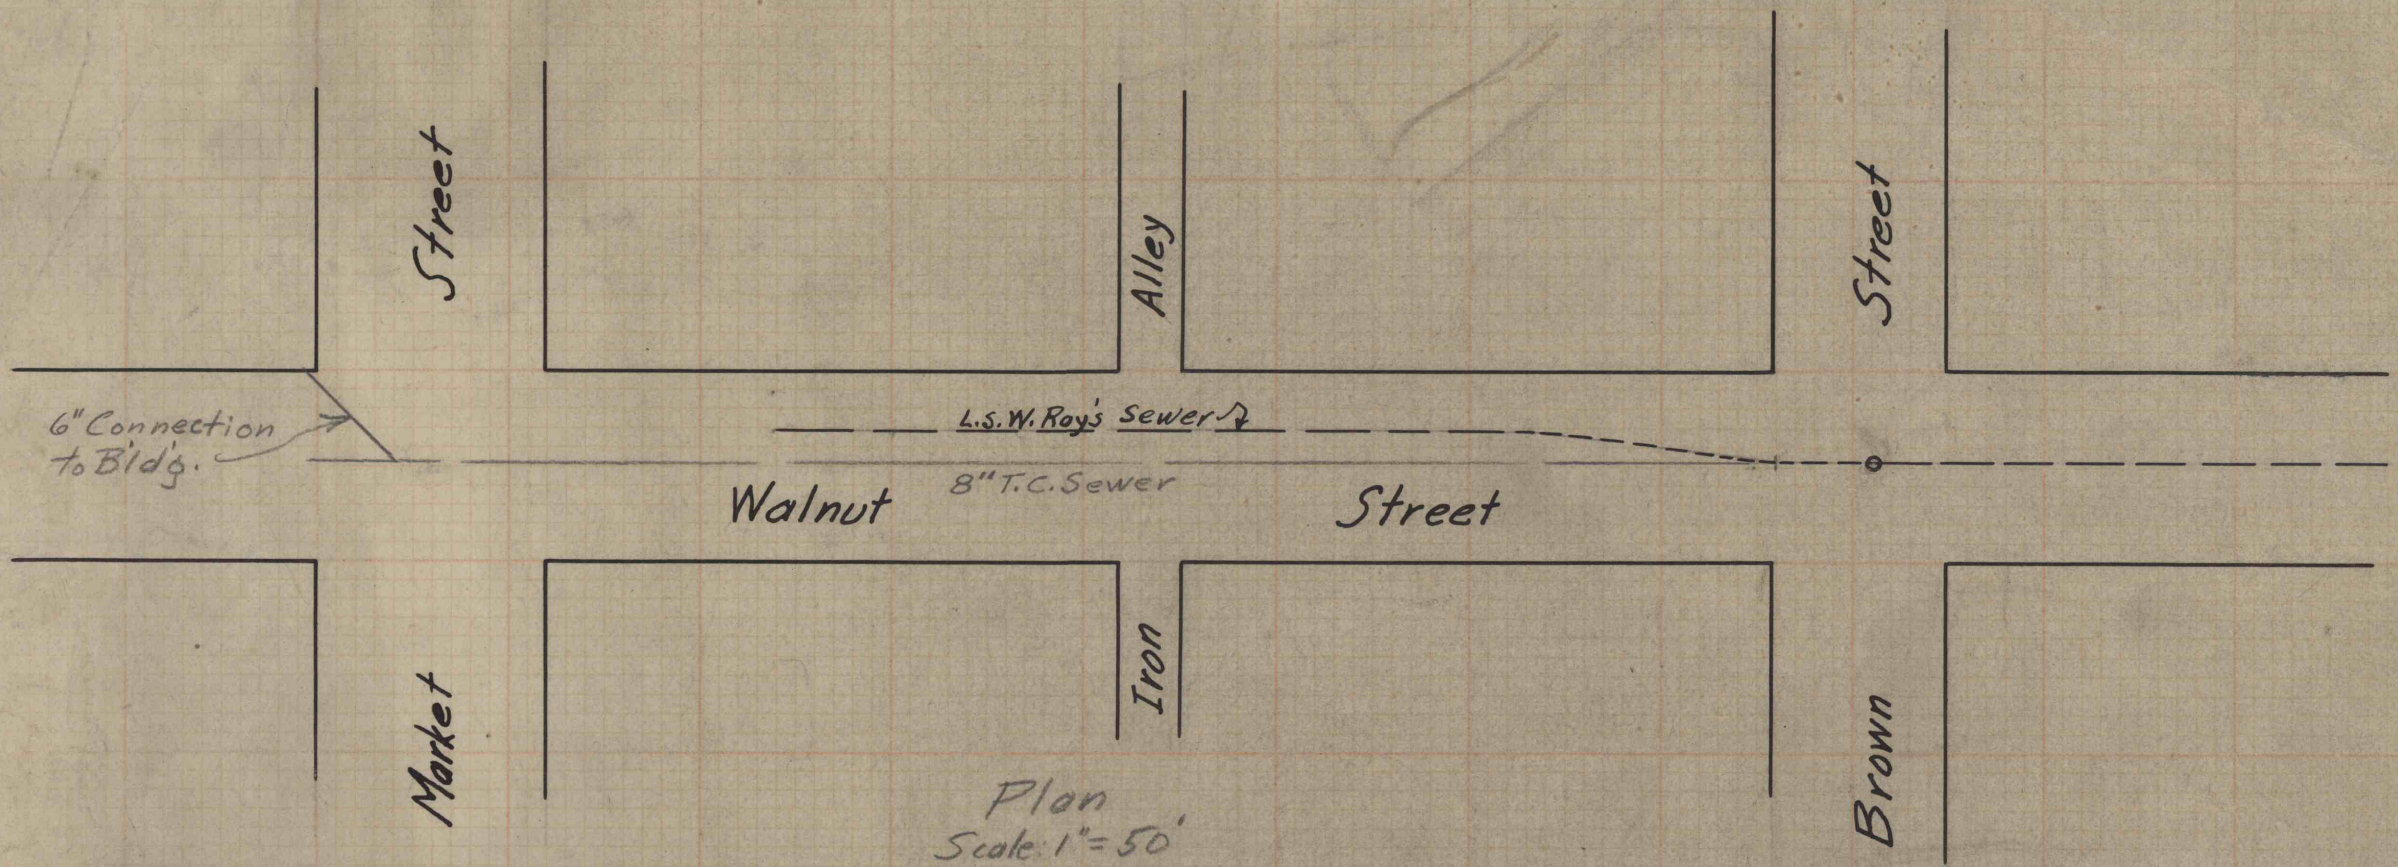 Street
Alley
Street
6" Connection
to Bldg.
L.S.W. Roy's Sewer
8" T.C. Sewer
Walnut Street
Market
Iron
Brown
Plan
Scale: 1" = 50'